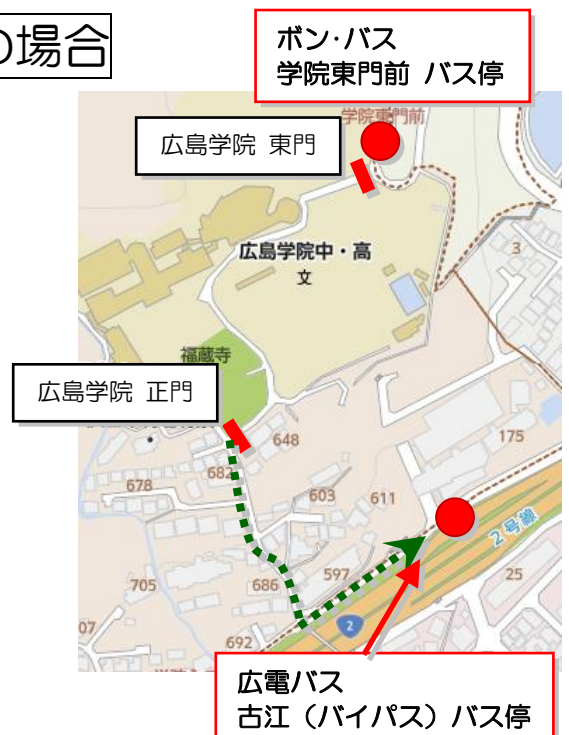 の場合
ボン･バス
学院東門前 バス停
学院東門前
広島学院 東門
広島学院中・高
文
3
福蔵寺
広島学院 正門
648
175
682
678
603
611
2号線
597
25
705
686
2
07
692
広電バス
古江（バイパス）バス停